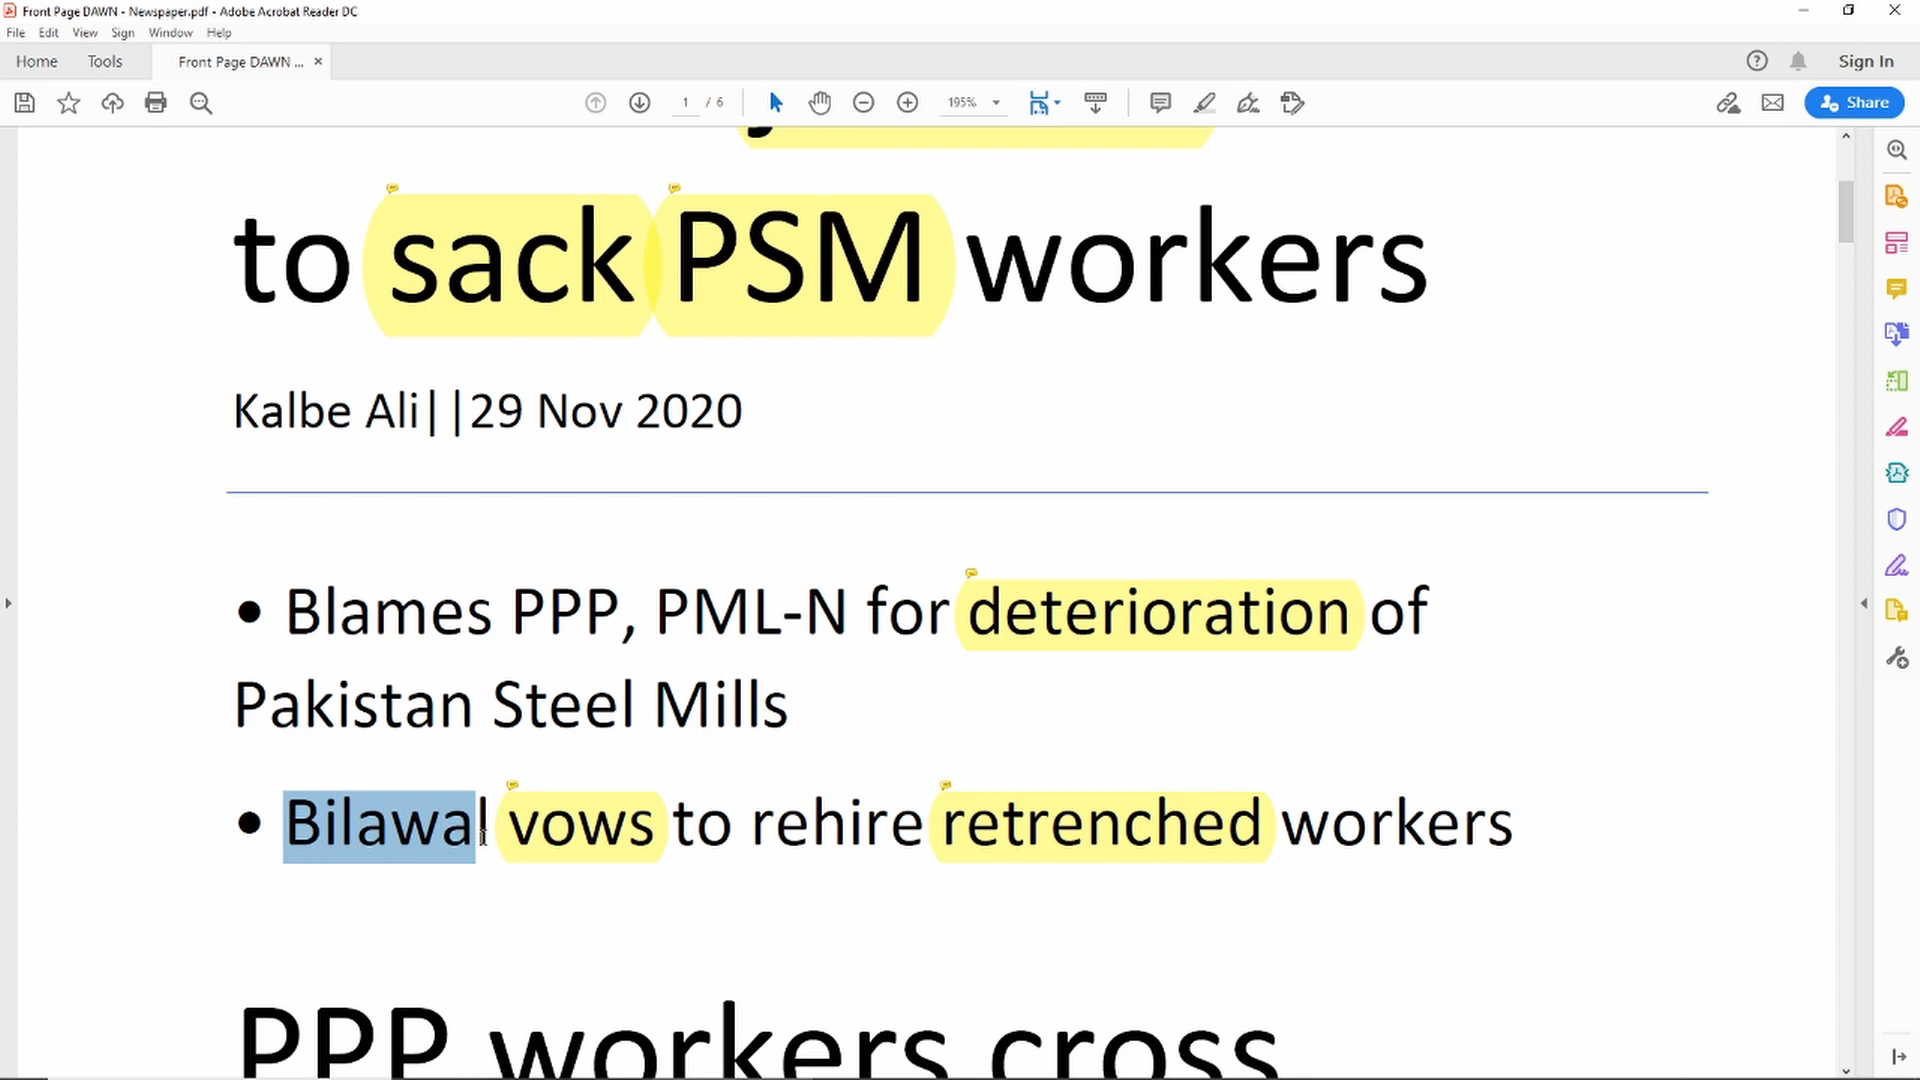 Front Page DAWN - Newspaper.pdf - Adobe Acrobat Reader DC
File Edit View Sign Window Help
Home Tools Front Page DAWN ... × Sign In
1 / 6 195% Share
to sack PSM workers
Kalbe Ali||29 Nov 2020
• Blames PPP, PML-N for deterioration of
Pakistan Steel Mills
• Bilawal vows to rehire retrenched workers
PPP workers cross